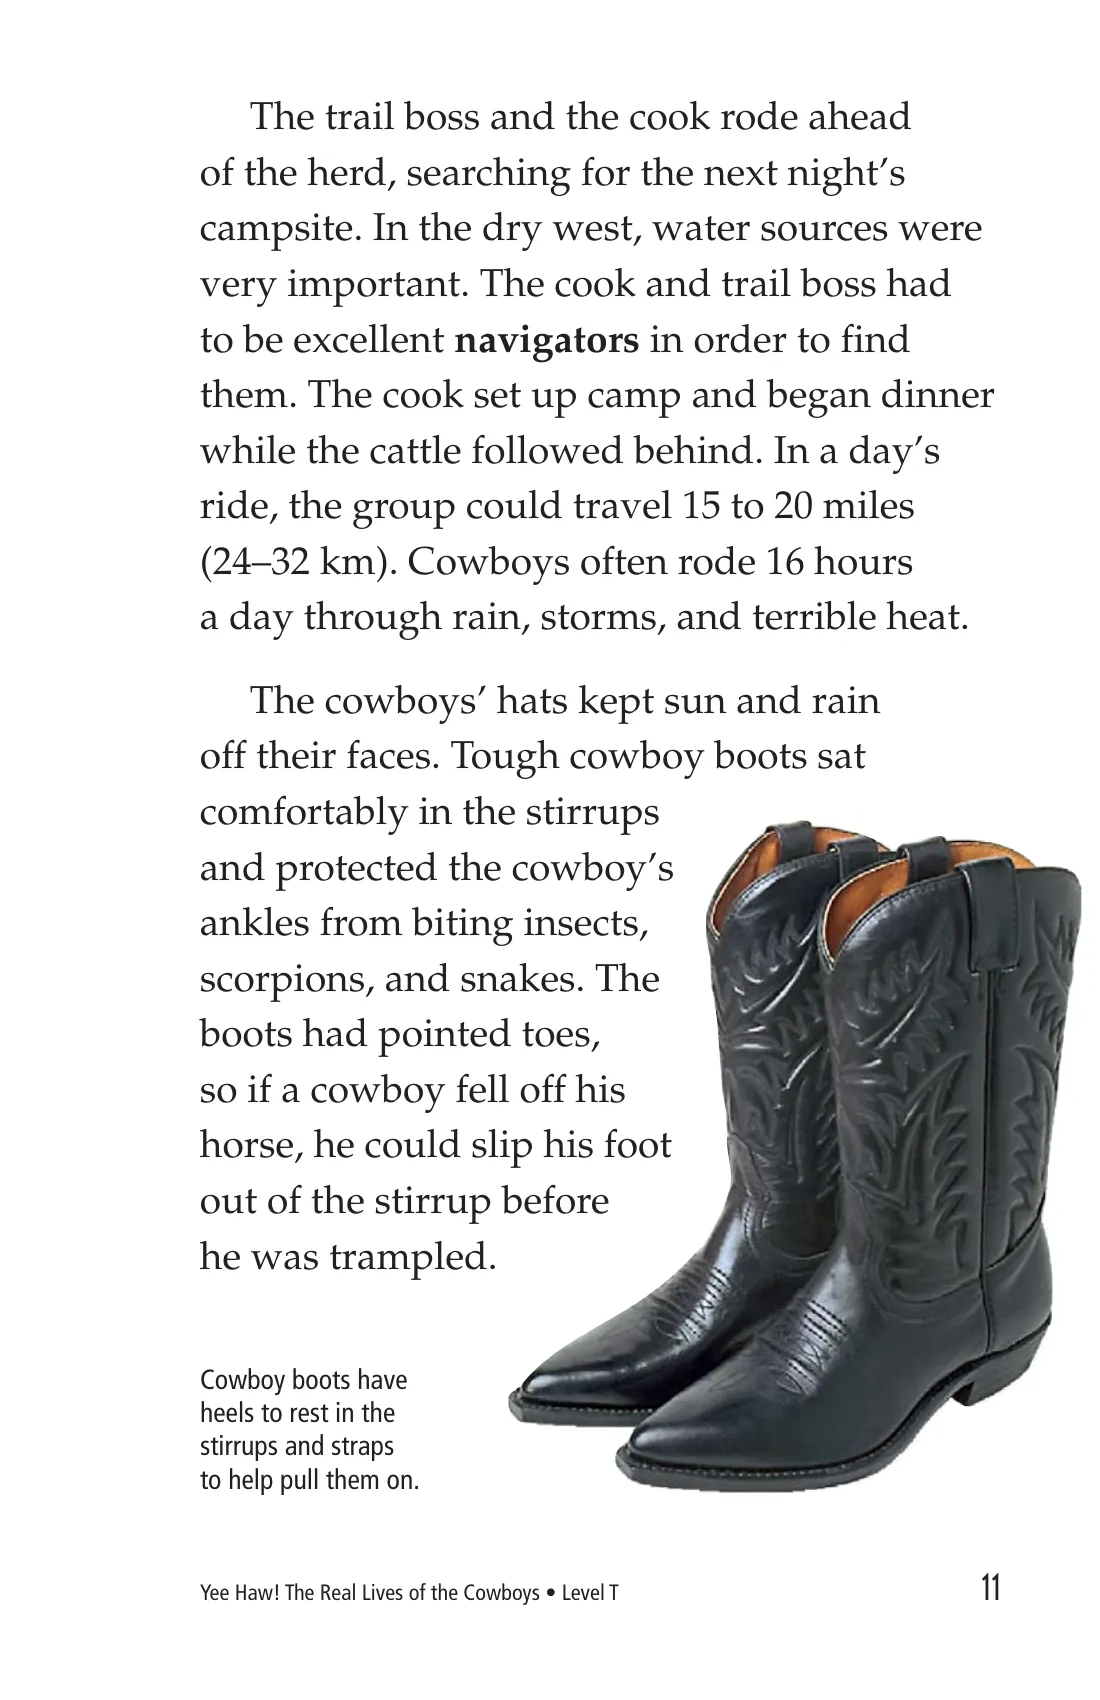 The trail boss and the cook rode ahead
of the herd, searching for the next night’s
campsite. In the dry west, water sources were
very important. The cook and trail boss had
to be excellent navigators in order to find
them. The cook set up camp and began dinner
while the cattle followed behind. In a day’s
ride, the group could travel 15 to 20 miles
(24–32 km). Cowboys often rode 16 hours
a day through rain, storms, and terrible heat.
The cowboys’ hats kept sun and rain
off their faces. Tough cowboy boots sat
comfortably in the stirrups
and protected the cowboy’s
ankles from biting insects,
scorpions, and snakes. The
boots had pointed toes,
so if a cowboy fell off his
horse, he could slip his foot
out of the stirrup before
he was trampled.
Cowboy boots have
heels to rest in the
stirrups and straps
to help pull them on.
Yee Haw! The Real Lives of the Cowboys • Level T 11